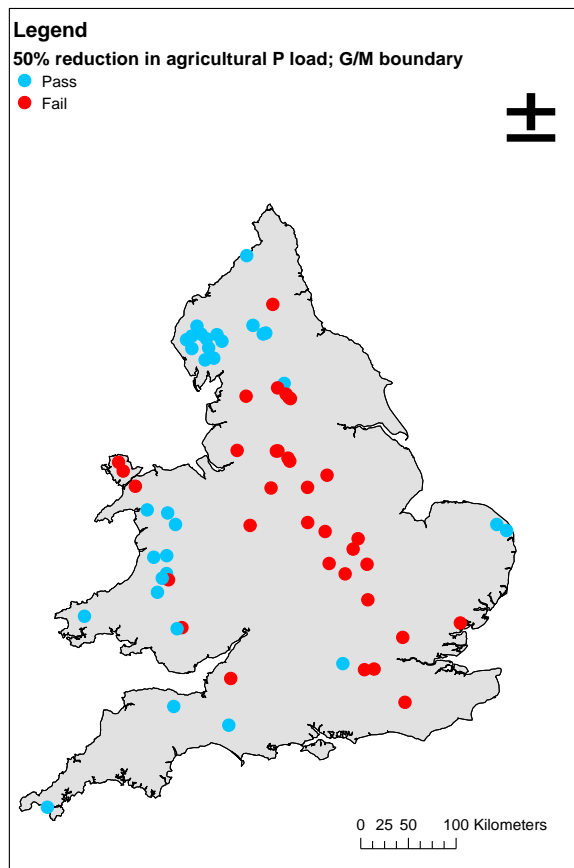 Legend
50% reduction in agricultural P load; G/M boundary
Pass
Fail
0 25 50 100 Kilometers